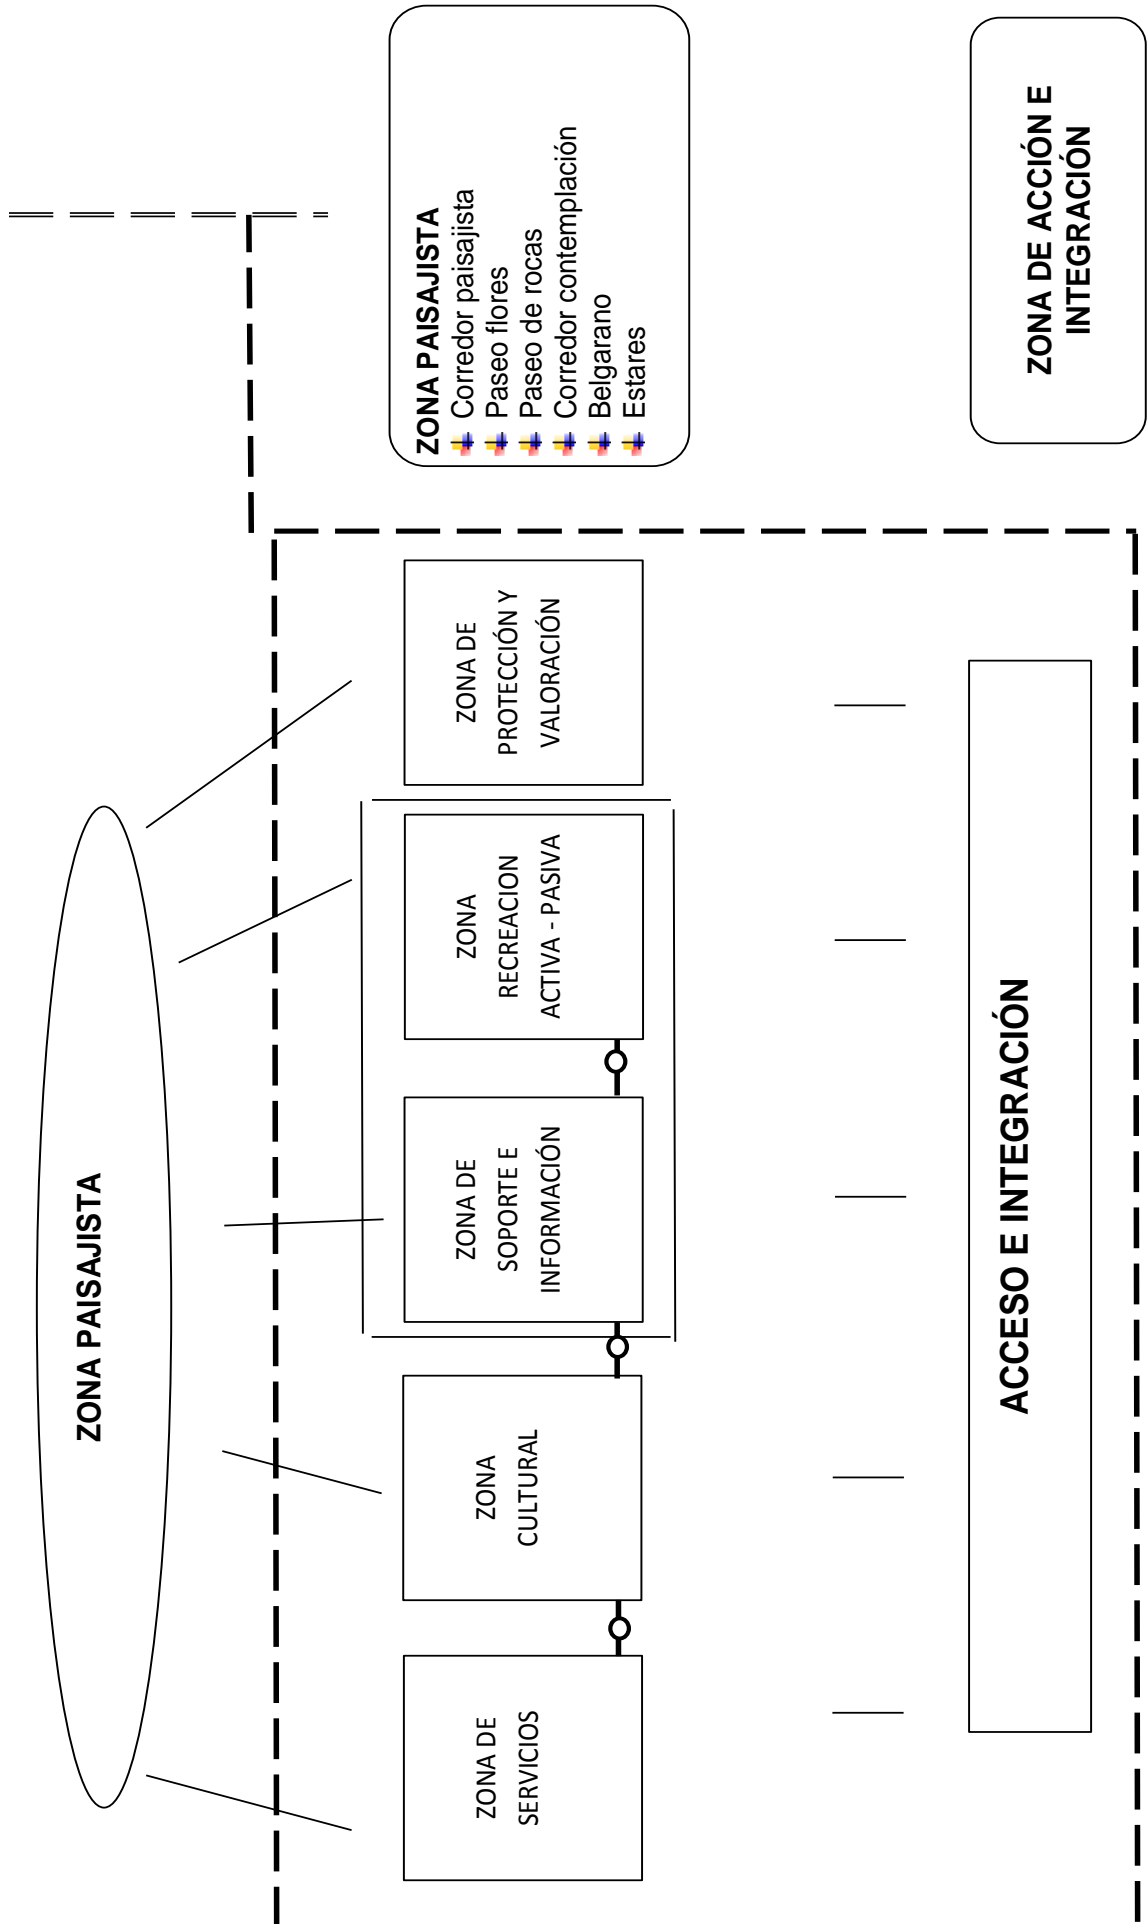 ZONA PAISAJISTA
ZONA DE
SERVICIOS
ZONA
CULTURAL
ZONA DE
SOPORTE E
INFORMACIÓN
ZONA
RECREACION
ACTIVA - PASIVA
ZONA DE
PROTECCIÓN Y
VALORACIÓN
ZONA PAISAJISTA
Corredor paisajista
Paseo flores
Paseo de rocas
Corredor contemplación
Belgarano
Estares
ACCESO E INTEGRACIÓN
ZONA DE ACCIÓN E
INTEGRACIÓN